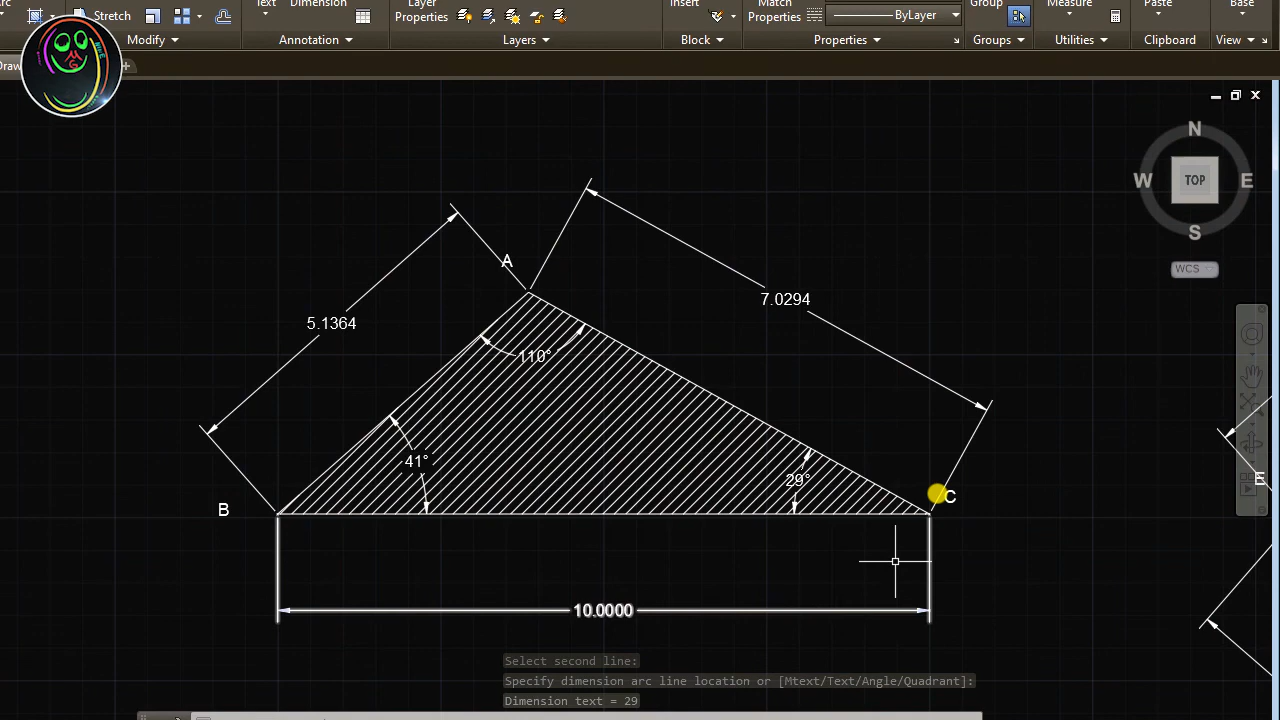 Text Dimension
Stretch
Layer
Properties
Insert
Match
Properties
ByLayer
Group
Measure
Paste
Base
Modify
Annotation
Layers
Block
Properties
Groups
Utilities
Clipboard
View
Draw
N
W TOP E
S
WCS
A
5.1364
7.0294
110°
41°
29°
B
C
E
10.0000
Select second line:
Specify dimension arc line location or [Mtext/Text/Angle/Quadrant]:
Dimension text = 29